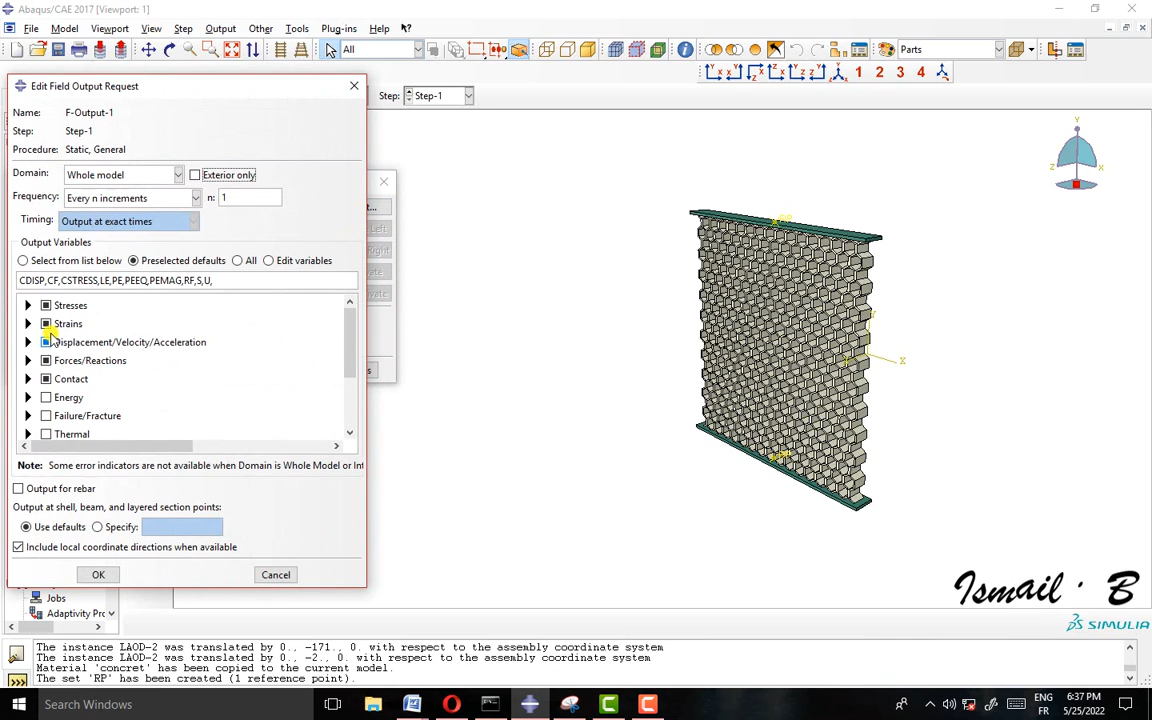 Abaqus/CAE 2017 [Viewport: 1]
File Model Viewport View Step Output Other Tools Plug-ins Help
All Parts
1 2 3 4
Edit Field Output Request
Step: Step-1
Name: F-Output-1
Step: Step-1
Procedure: Static, General
Domain: Whole model Exterior only
Frequency: Every n increments n: 1
Timing: Output at exact times
Output Variables
Select from list below Preselected defaults All Edit variables
CDISP,CF,CSTRESS,LE,PE,PEEQ,PEMAG,RF,S,U,
Stresses
Strains
Displacement/Velocity/Acceleration
Forces/Reactions
Contact
Energy
Failure/Fracture
Thermal
Note: Some error indicators are not available when Domain is Whole Model or Int
Output for rebar
Output at shell, beam, and layered section points:
Use defaults Specify:
Include local coordinate directions when available
OK Cancel
Left
Right
Y
Z X
Y
X
Jobs
Adaptivity Prc
Ismail . B
SIMULIA
The instance LAOD-2 was translated by 0., -171., 0. with respect to the assembly coordinate system
The instance LAOD-2 was translated by 0., -2., 0. with respect to the assembly coordinate system
Material 'concret' has been copied to the current model.
The set 'RP' has been created (1 reference point).
Search Windows
ENG
FR
6:37 PM
5/25/2022